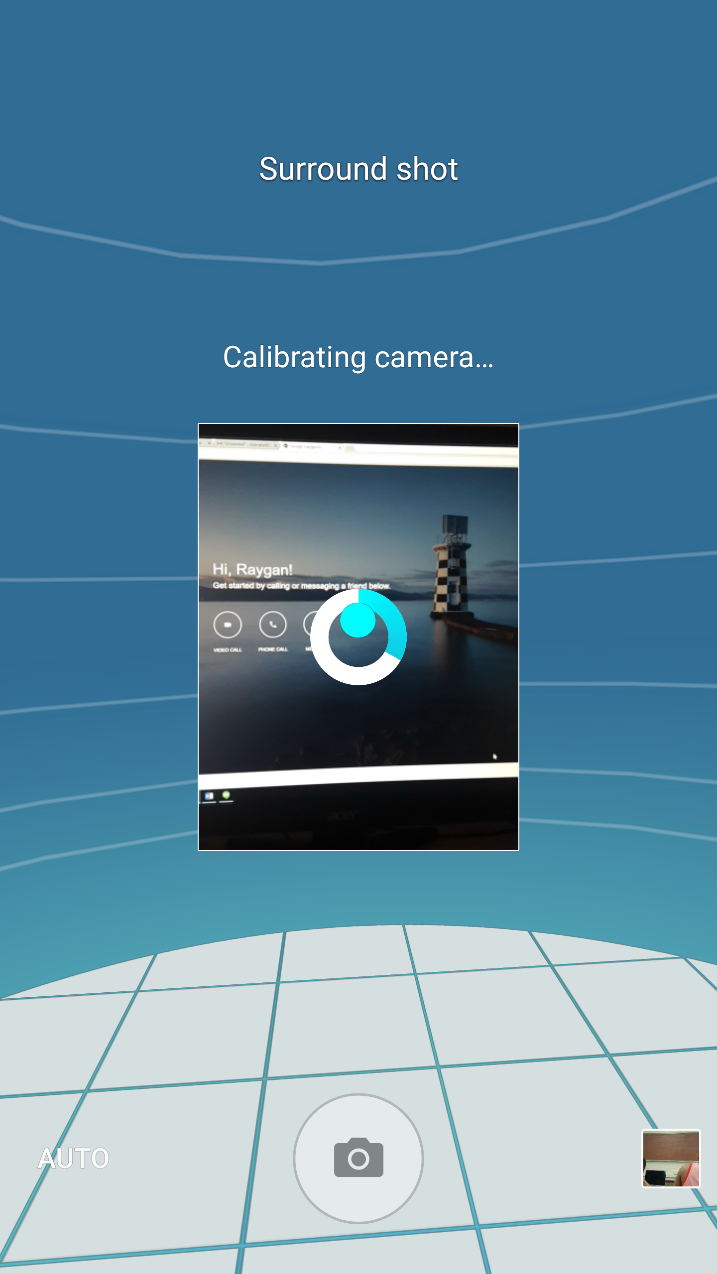 Surround shot
Calibrating camera…
Hi, Raygan!
Get started by calling or messaging a friend below.
VIDEO CALL
PHONE CALL
acer
AUTO